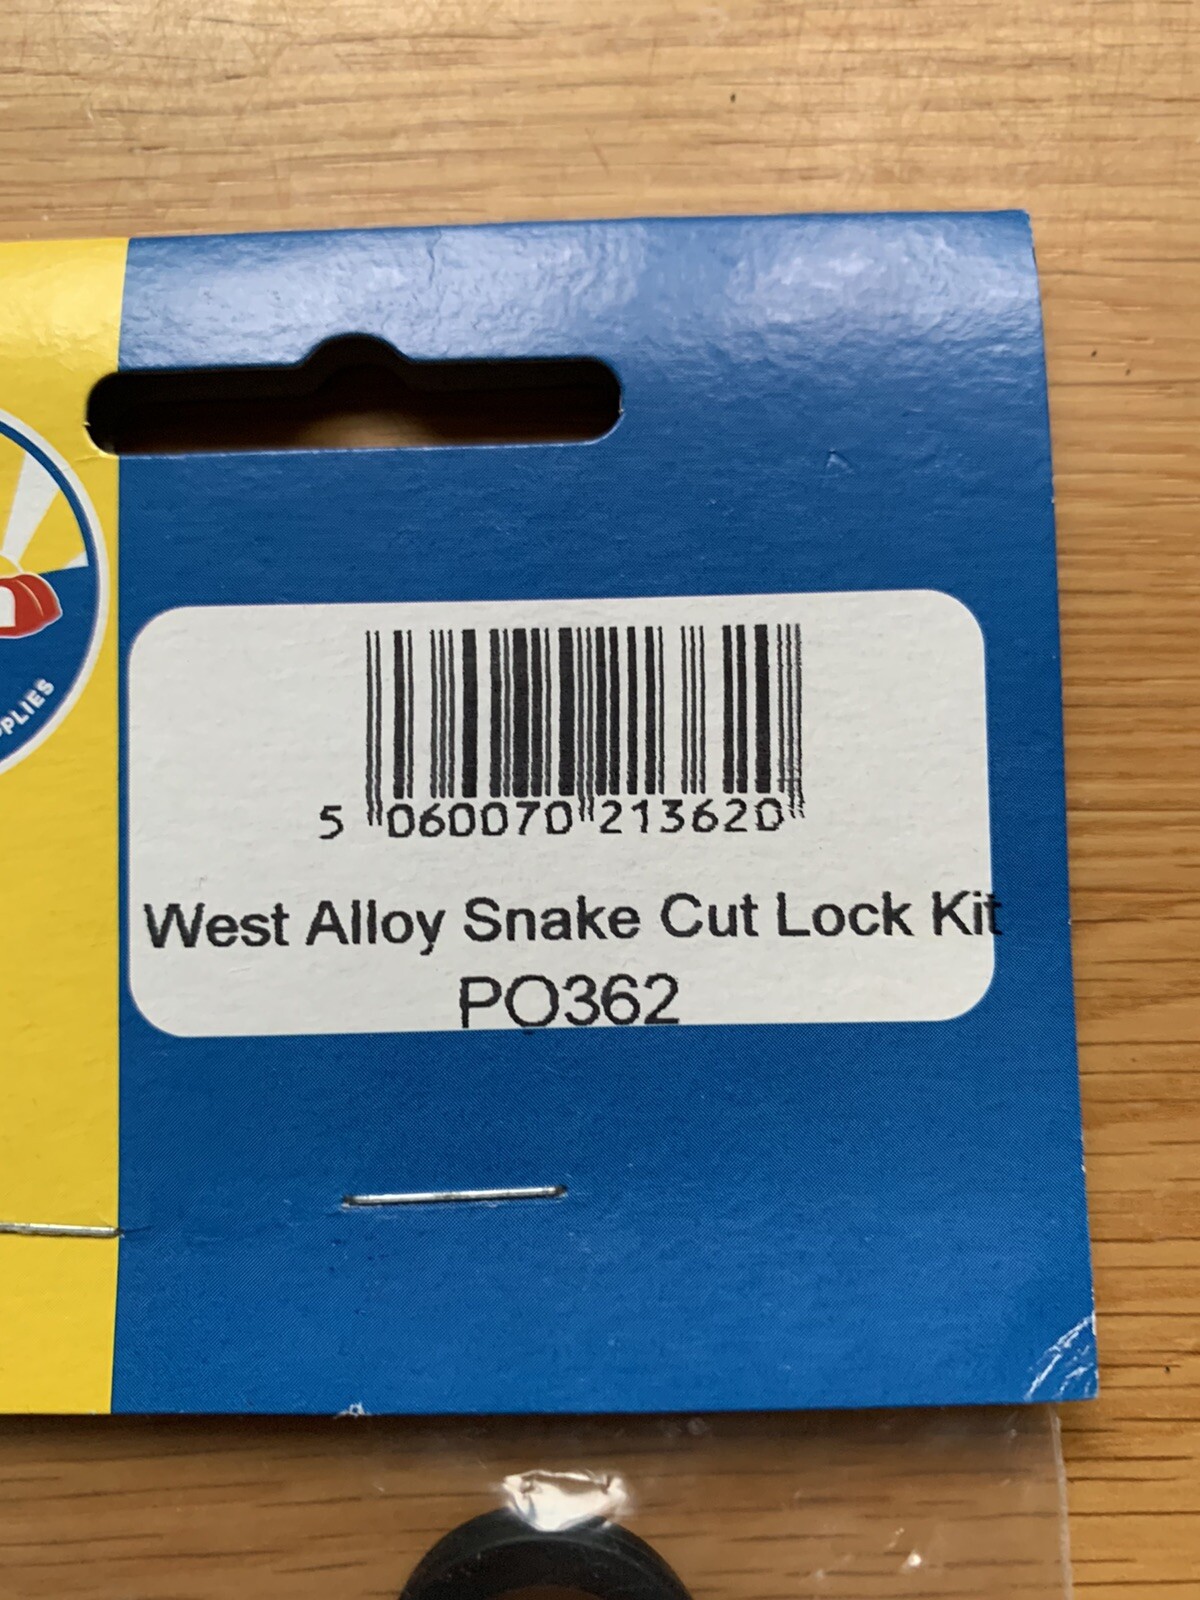 5 060070 213620
West Alloy Snake Cut Lock Kit
PO362